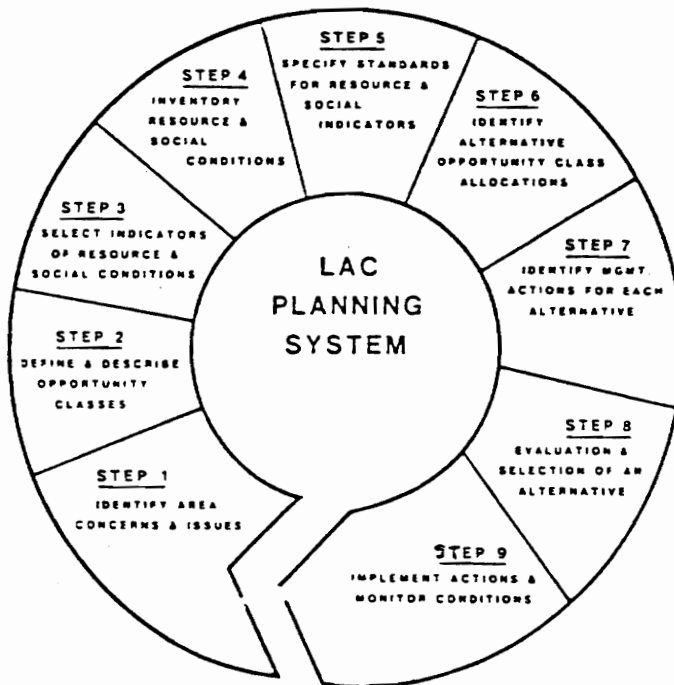 LAC
PLANNING
SYSTEM
STEP 1
IDENTIFY AREA
CONCERNS & ISSUES
STEP 2
DEFINE & DESCRIBE
OPPORTUNITY
CLASSES
STEP 3
SELECT INDICATORS
OF RESOURCE &
SOCIAL CONDITIONS
STEP 4
INVENTORY
RESOURCE &
SOCIAL
CONDITIONS
STEP 5
SPECIFY STANDARDS
FOR RESOURCE &
SOCIAL
INDICATORS
STEP 6
IDENTIFY
ALTERNATIVE
OPPORTUNITY CLASS
ALLOCATIONS
STEP 7
IDENTIFY MGMT.
ACTIONS FOR EACH
ALTERNATIVE
STEP 8
EVALUATION &
SELECTION OF AN
ALTERNATIVE
STEP 9
IMPLEMENT ACTIONS &
MONITOR CONDITIONS